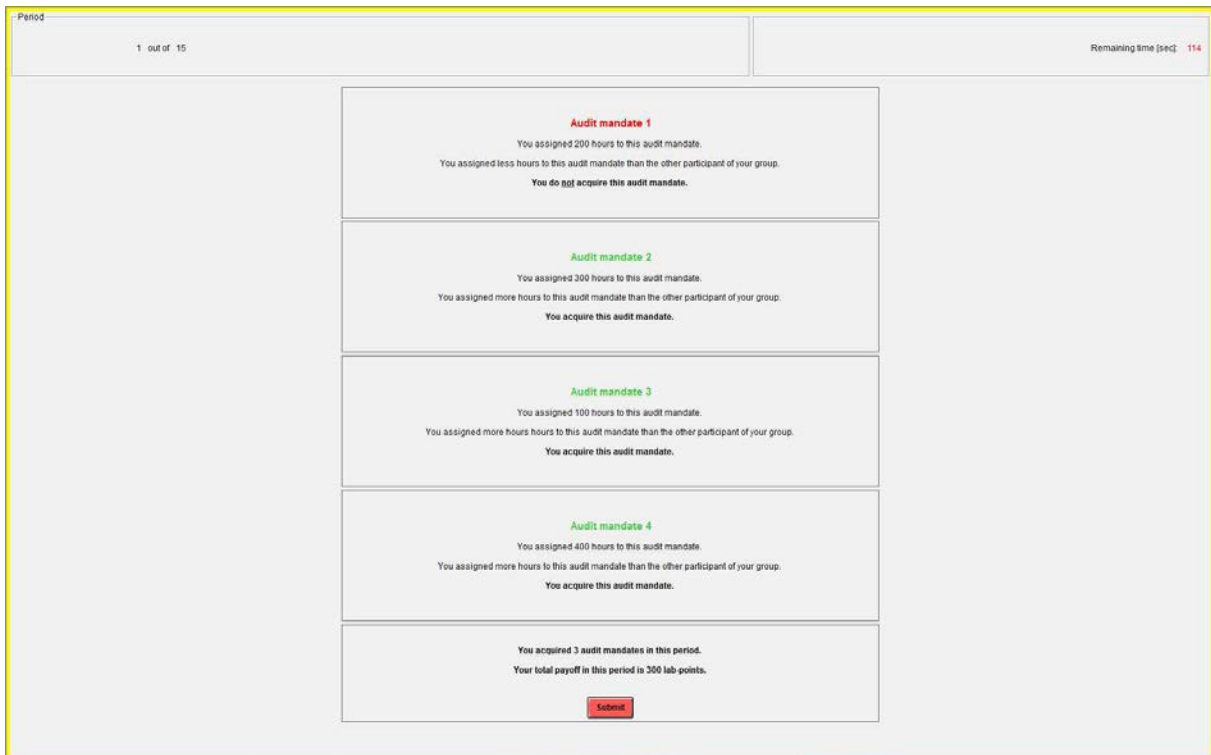 Period
1 out of 15
Remaining time [sec]: 114
Audit mandate 1
You assigned 200 hours to this audit mandate.
You assigned less hours to this audit mandate than the other participant of your group.
You do not acquire this audit mandate.
Audit mandate 2
You assigned 300 hours to this audit mandate.
You assigned more hours to this audit mandate than the other participant of your group.
You acquire this audit mandate.
Audit mandate 3
You assigned 100 hours to this audit mandate.
You assigned more hours hours to this audit mandate than the other participant of your group.
You acquire this audit mandate.
Audit mandate 4
You assigned 400 hours to this audit mandate.
You assigned more hours to this audit mandate than the other participant of your group.
You acquire this audit mandate.
You acquired 3 audit mandates in this period.
Your total payoff in this period is 300 lab-points.
Submit